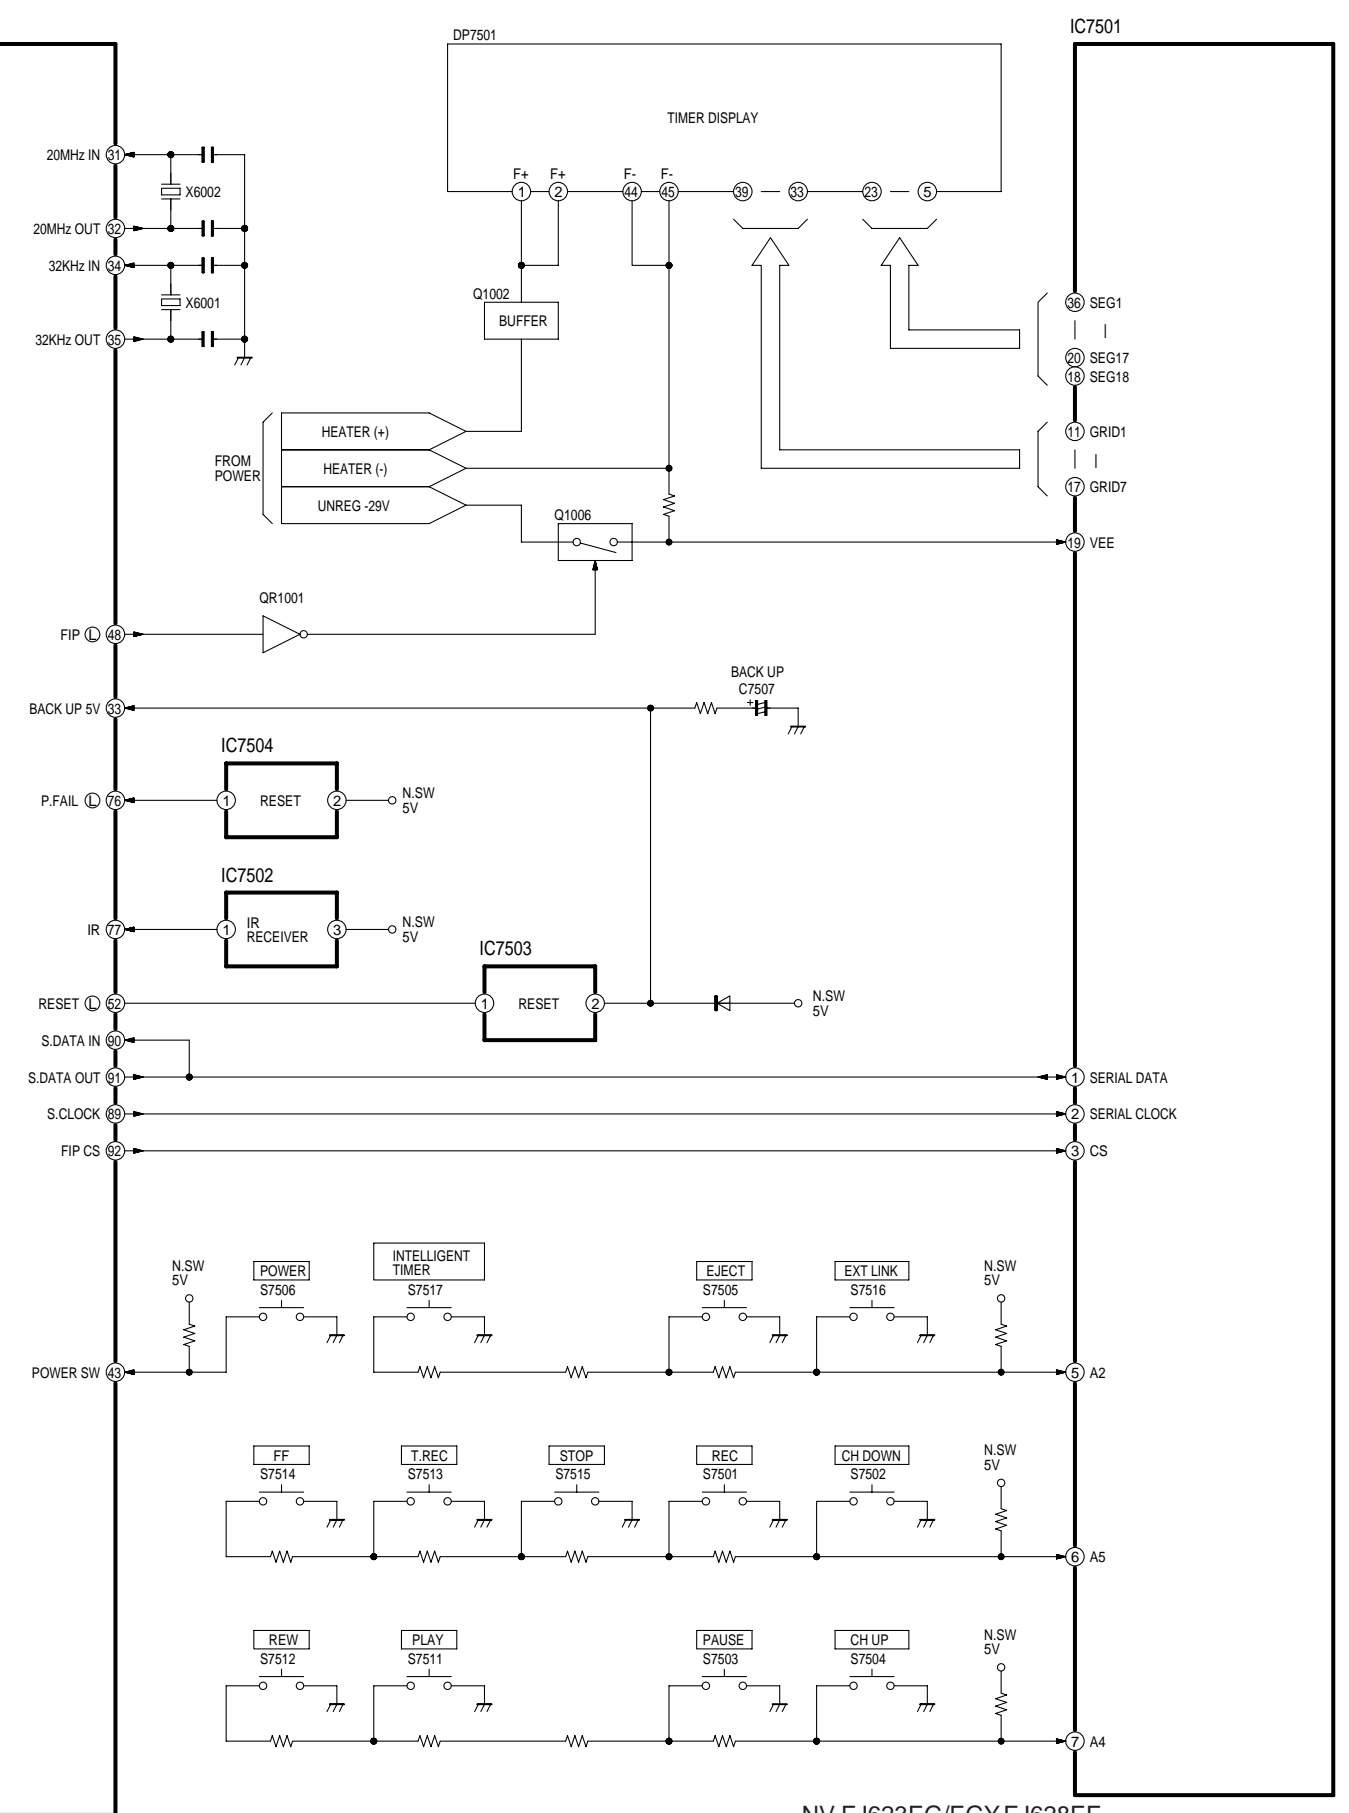 IC7501
DP7501
TIMER DISPLAY
F+ F+ F- F-
1 2 44 45 39 33 23 5
20MHz IN 31
X6002
20MHz OUT 32
32KHz IN 34
X6001
32KHz OUT 35
Q1002
BUFFER
36 SEG1
20 SEG17
18 SEG18
11 GRID1
17 GRID7
FROM
POWER
HEATER (+)
HEATER (-)
UNREG -29V
Q1006
19 VEE
QR1001
FIP L 48
BACK UP
C7507
+
BACK UP 5V 33
IC7504
P.FAIL L 76
1 RESET 2
N.SW
5V
IC7502
IR 77
1 IR
RECEIVER 3
N.SW
5V
IC7503
RESET L 52
1 RESET 2
N.SW
5V
S.DATA IN 90
S.DATA OUT 91
1 SERIAL DATA
S.CLOCK 89
2 SERIAL CLOCK
FIP CS 92
3 CS
N.SW
5V
POWER
S7506
INTELLIGENT
TIMER
S7517
EJECT
S7505
EXT LINK
S7516
N.SW
5V
POWER SW 43
5 A2
FF
S7514
T.REC
S7513
STOP
S7515
REC
S7501
CH DOWN
S7502
N.SW
5V
6 A5
REW
S7512
PLAY
S7511
PAUSE
S7503
CH UP
S7504
N.SW
5V
7 A4